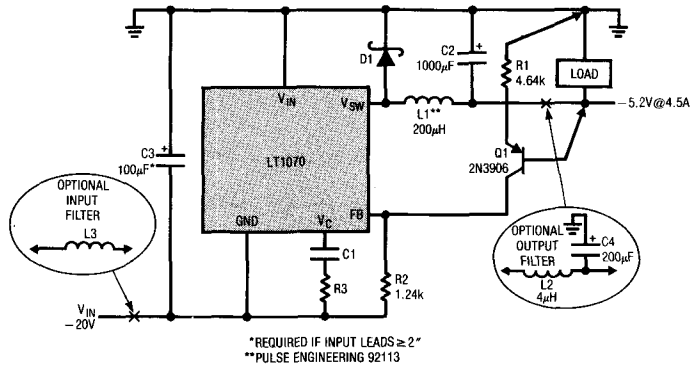 D1
C2
1000µF
+
R1
4.64k
LOAD
VIN
VSW
L1**
200µH
–5.2V@4.5A
C3
100µF*
+
LT1070
Q1
2N3906
OPTIONAL
INPUT
FILTER
L3
GND
VC
FB
C1
R3
R2
1.24k
OPTIONAL
OUTPUT
FILTER
+
C4
200µF
L2
4µH
VIN
–20V
*REQUIRED IF INPUT LEADS ≥ 2"
**PULSE ENGINEERING 92113